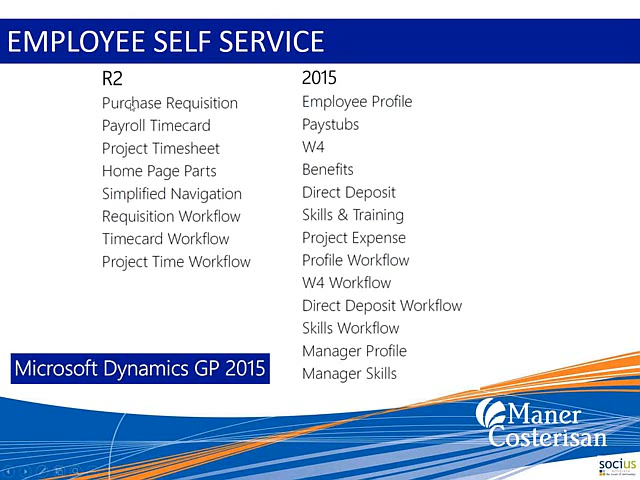 EMPLOYEE SELF SERVICE
R2
Purchase Requisition
Payroll Timecard
Project Timesheet
Home Page Parts
Simplified Navigation
Requisition Workflow
Timecard Workflow
Project Time Workflow
2015
Employee Profile
Paystubs
W4
Benefits
Direct Deposit
Skills & Training
Project Expense
Profile Workflow
W4 Workflow
Direct Deposit Workflow
Skills Workflow
Manager Profile
Manager Skills
Microsoft Dynamics GP 2015
Maner
Costerisan
socius